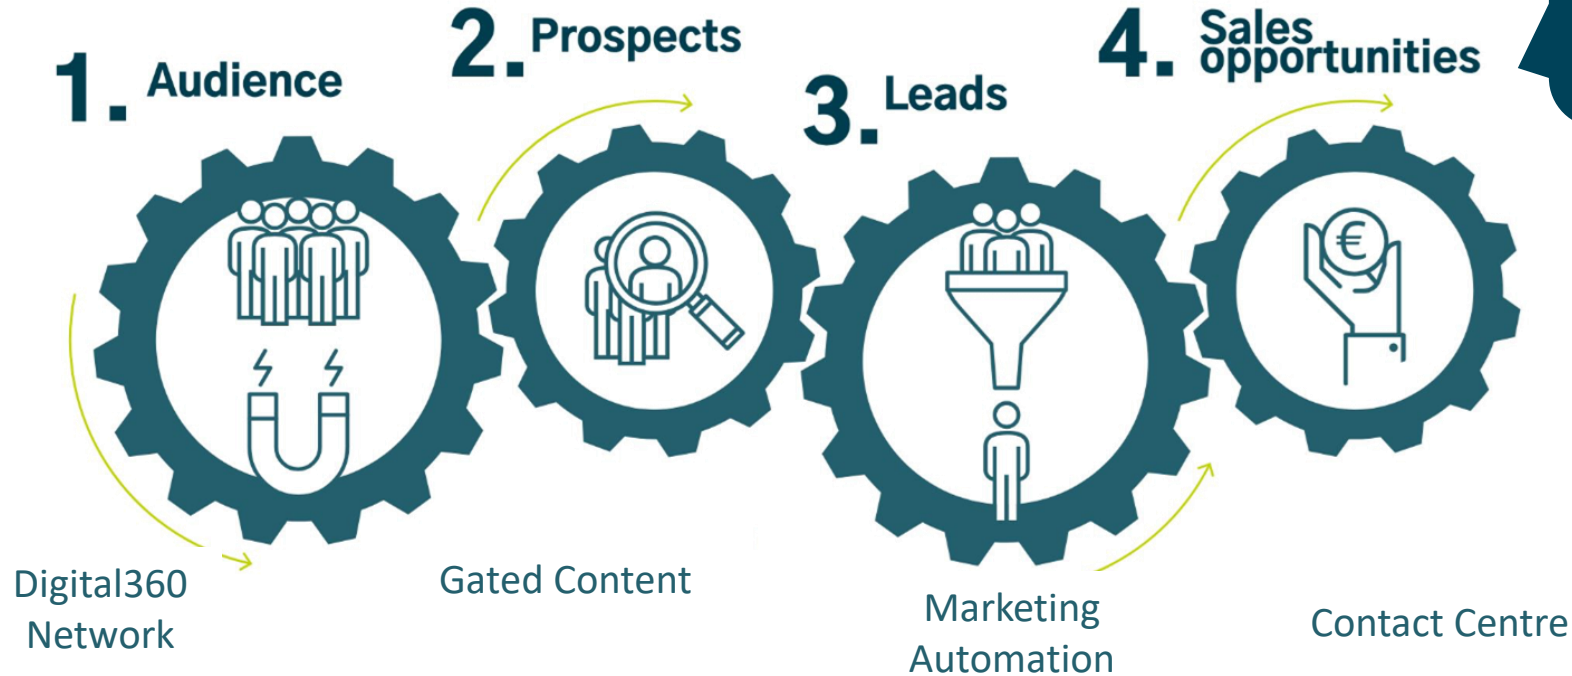 1. Audience
2. Prospects
3. Leads
4. Sales
opportunities
€
Digital360
Network
Gated Content
Marketing
Automation
Contact Centre